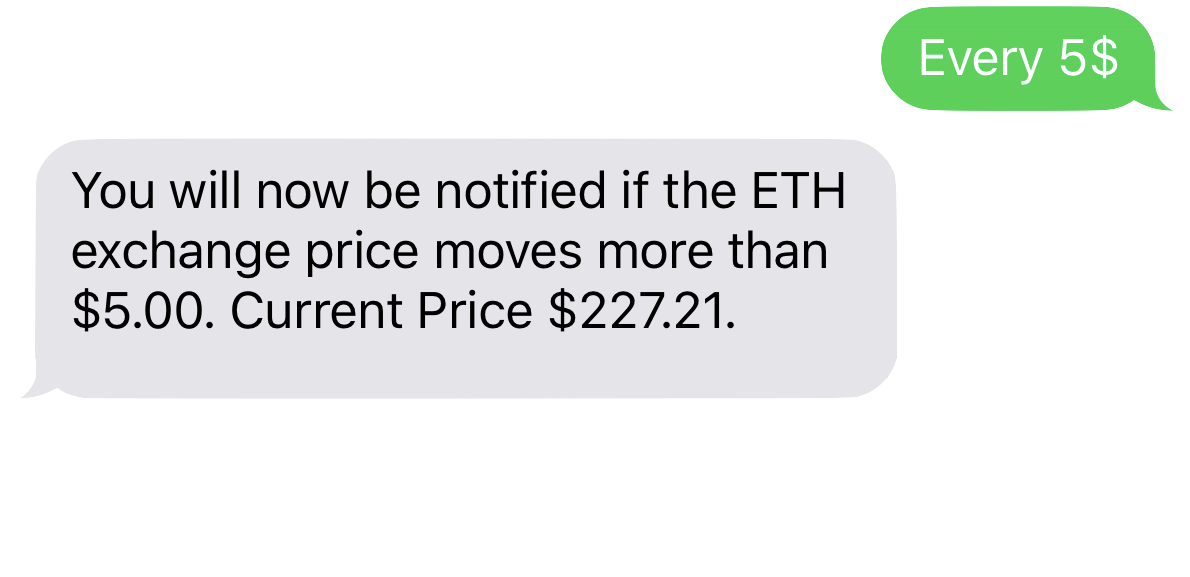 Every 5$
You will now be notified if the ETH
exchange price moves more than
$5.00. Current Price $227.21.